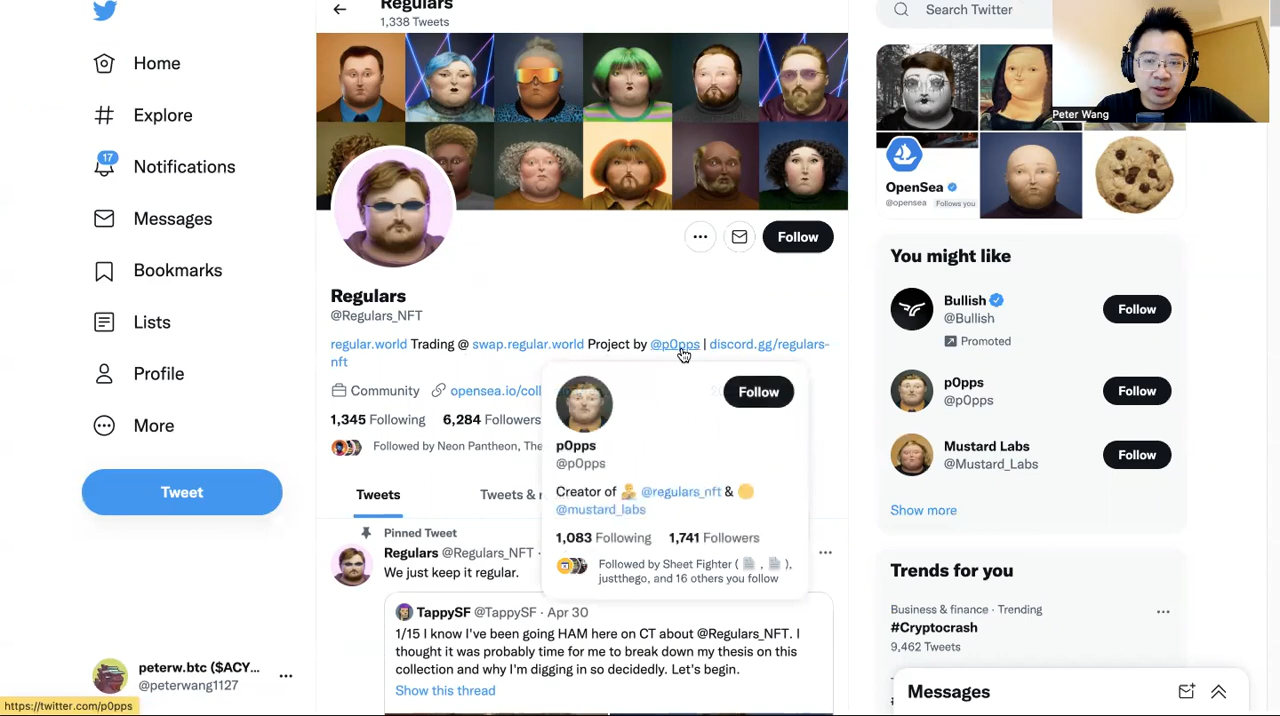 Home
Explore
17
Notifications
Messages
Bookmarks
Lists
Profile
More
Tweet
peterw.btc ($ACY...
@peterwang1127
https://twitter.com/p0pps
Regulars
1,338 Tweets
Follow
Regulars
@Regulars_NFT
regular.world Trading @ swap.regular.world Project by @p0pps | discord.gg/regulars-
nft
Community opensea.io/coll
1,345 Following 6,284 Followers
Followed by Neon Pantheon, The
Tweets Tweets & r
Follow
p0pps
@p0pps
Creator of @regulars_nft &
@mustard_labs
1,083 Following 1,741 Followers
Followed by Sheet Fighter ( , ),
justthego, and 16 others you follow
Pinned Tweet
Regulars @Regulars_NFT ·
We just keep it regular.
TappySF @TappySF · Apr 30
1/15 I know I've been going HAM here on CT about @Regulars_NFT. I
thought it was probably time for me to break down my thesis on this
collection and why I'm digging in so decidedly. Let's begin.
Show this thread
Search Twitter
Peter Wang
OpenSea
@opensea Follows you
You might like
Bullish
@Bullish
Promoted
Follow
p0pps
@p0pps
Follow
Mustard Labs
@Mustard_Labs
Follow
Show more
Trends for you
Business & finance · Trending
#Cryptocrash
9,462 Tweets
Messages